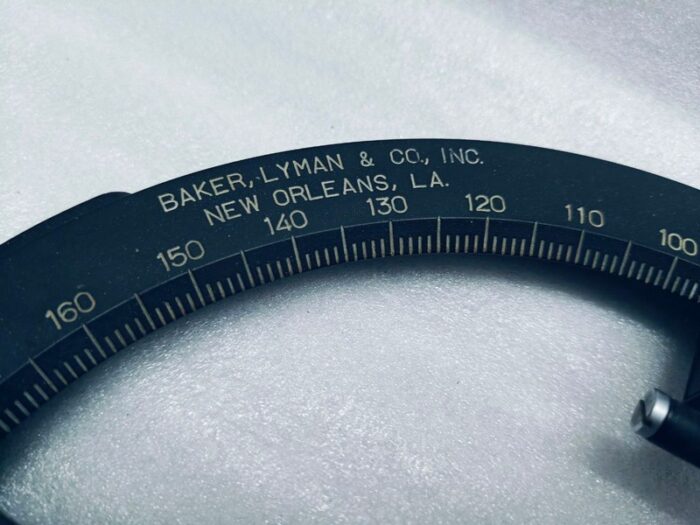 BAKER, LYMAN & CO., INC.
NEW ORLEANS, LA.
160 150 140 130 120 110 100